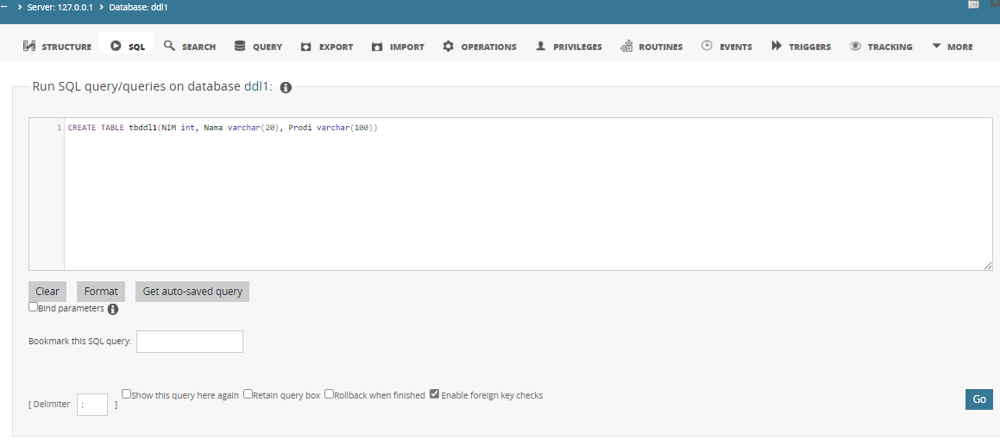 ← > Server: 127.0.0.1 > Database: ddl1
STRUCTURE SQL SEARCH QUERY EXPORT IMPORT OPERATIONS PRIVILEGES ROUTINES EVENTS TRIGGERS TRACKING MORE
Run SQL query/queries on database ddl1:
1 CREATE TABLE tbddl1(NIM int, Nama varchar(20), Prodi varchar(100))
Clear Format Get auto-saved query
Bind parameters
Bookmark this SQL query:
[ Delimiter ; ] Show this query here again Retain query box Rollback when finished Enable foreign key checks
Go